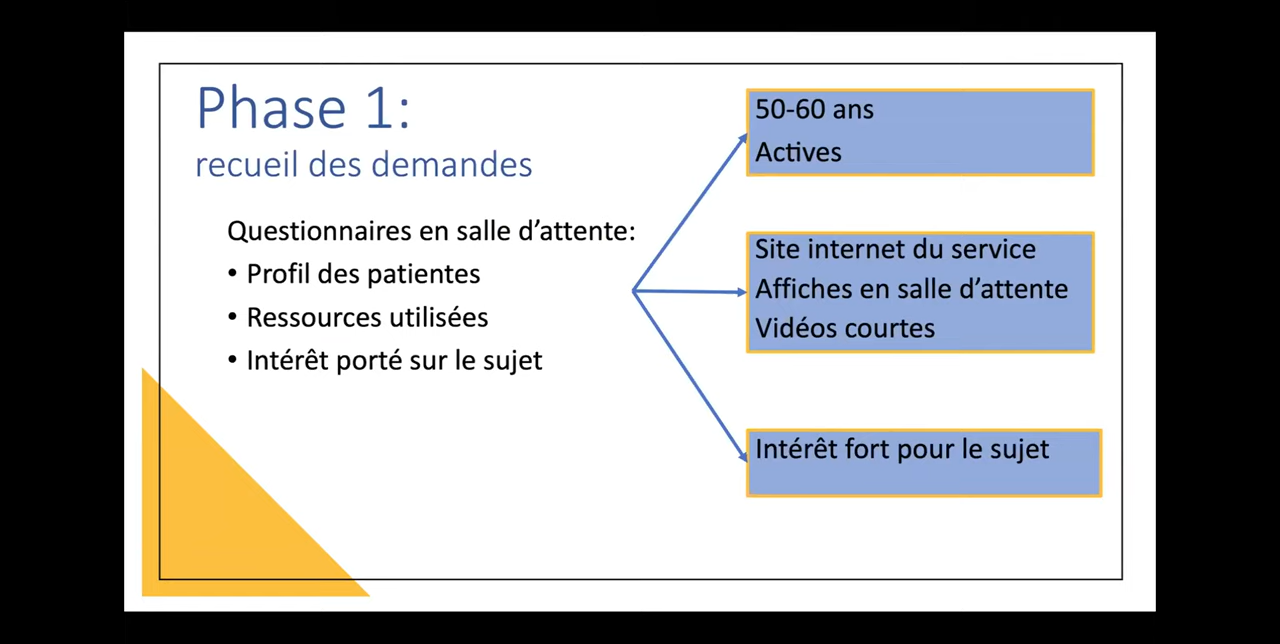 Phase 1:
recueil des demandes
Questionnaires en salle d’attente:
• Profil des patientes
• Ressources utilisées
• Intérêt porté sur le sujet
50-60 ans
Actives
Site internet du service
Affiches en salle d’attente
Vidéos courtes
Intérêt fort pour le sujet